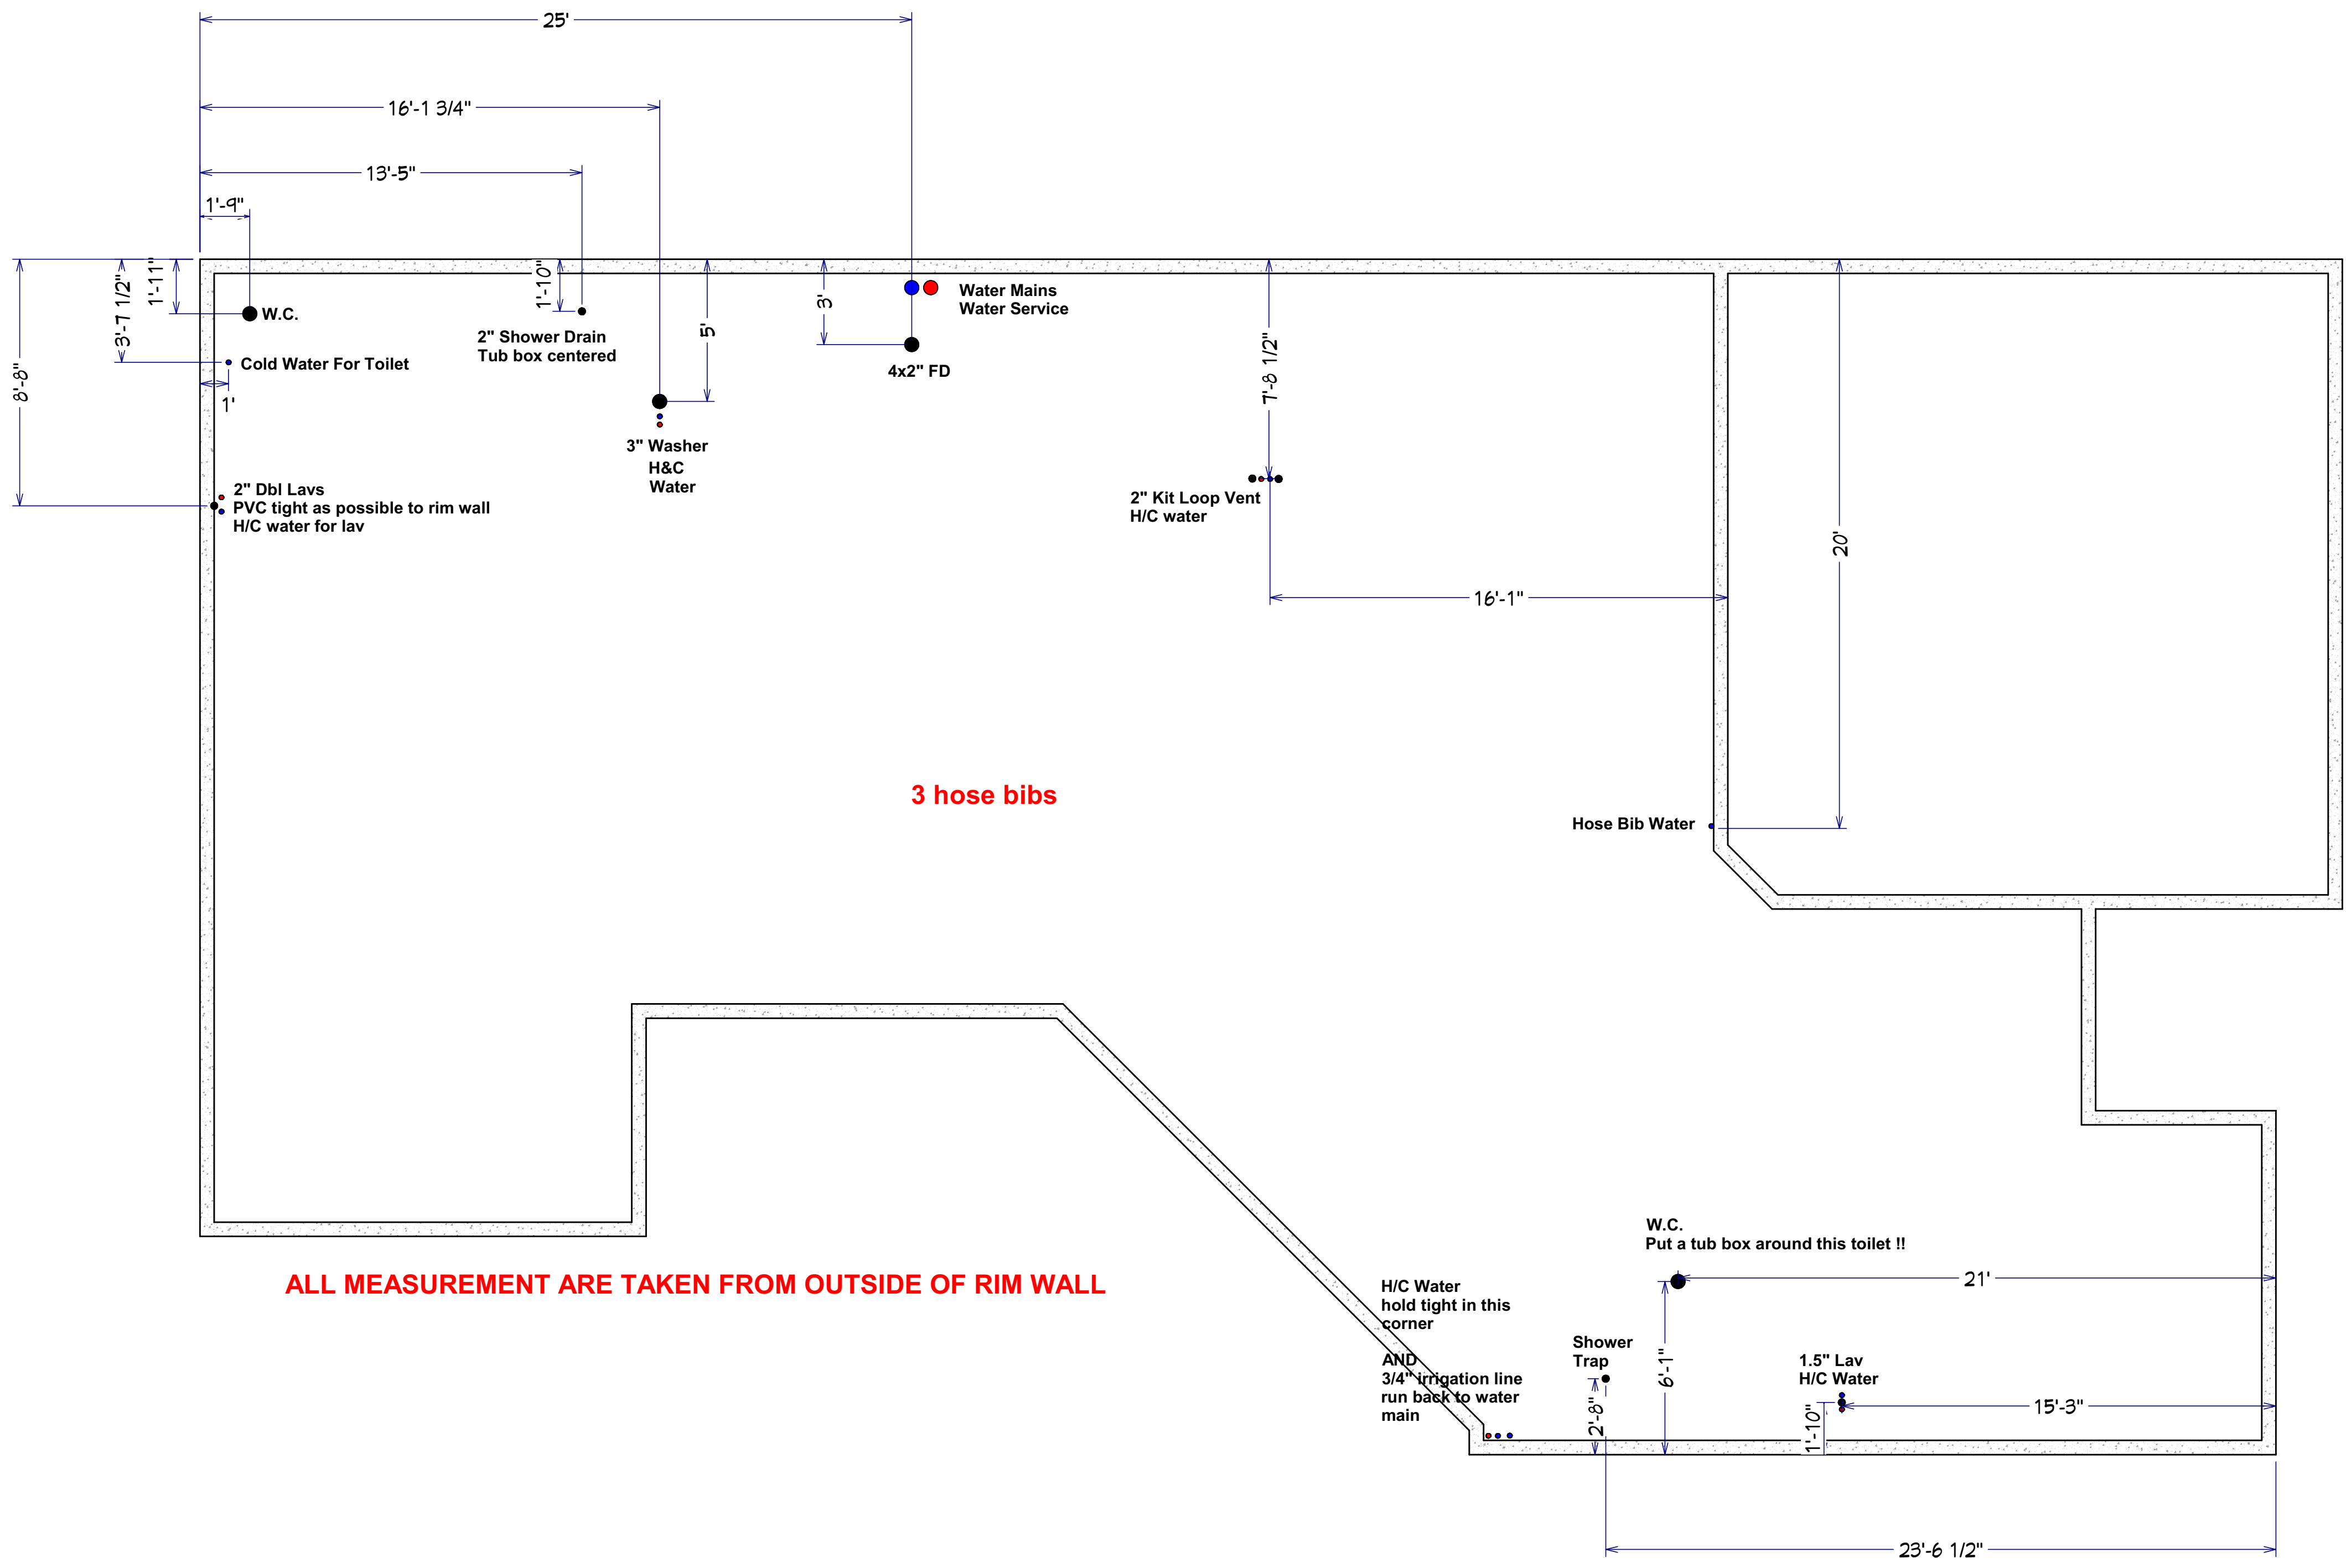 25'
16'-1 3/4"
13'-5"
1'-9"
1'-11"
3'-7 1/2"
8'-8"
1'-10"
5'
3'
7'-8 1/2"
20'
W.C.
Cold Water For Toilet
1'
2" Shower Drain
Tub box centered
Water Mains
Water Service
4x2" FD
3" Washer
H&C
Water
2" Dbl Lavs
PVC tight as possible to rim wall
H/C water for lav
2" Kit Loop Vent
H/C water
16'-1"
3 hose bibs
Hose Bib Water
ALL MEASUREMENT ARE TAKEN FROM OUTSIDE OF RIM WALL
W.C.
Put a tub box around this toilet !!
21'
H/C Water
hold tight in this
corner
AND
3/4" irrigation line
run back to water
main
Shower
Trap
2'-8"
6'-1"
1.5" Lav
H/C Water
1'-10"
15'-3"
23'-6 1/2"